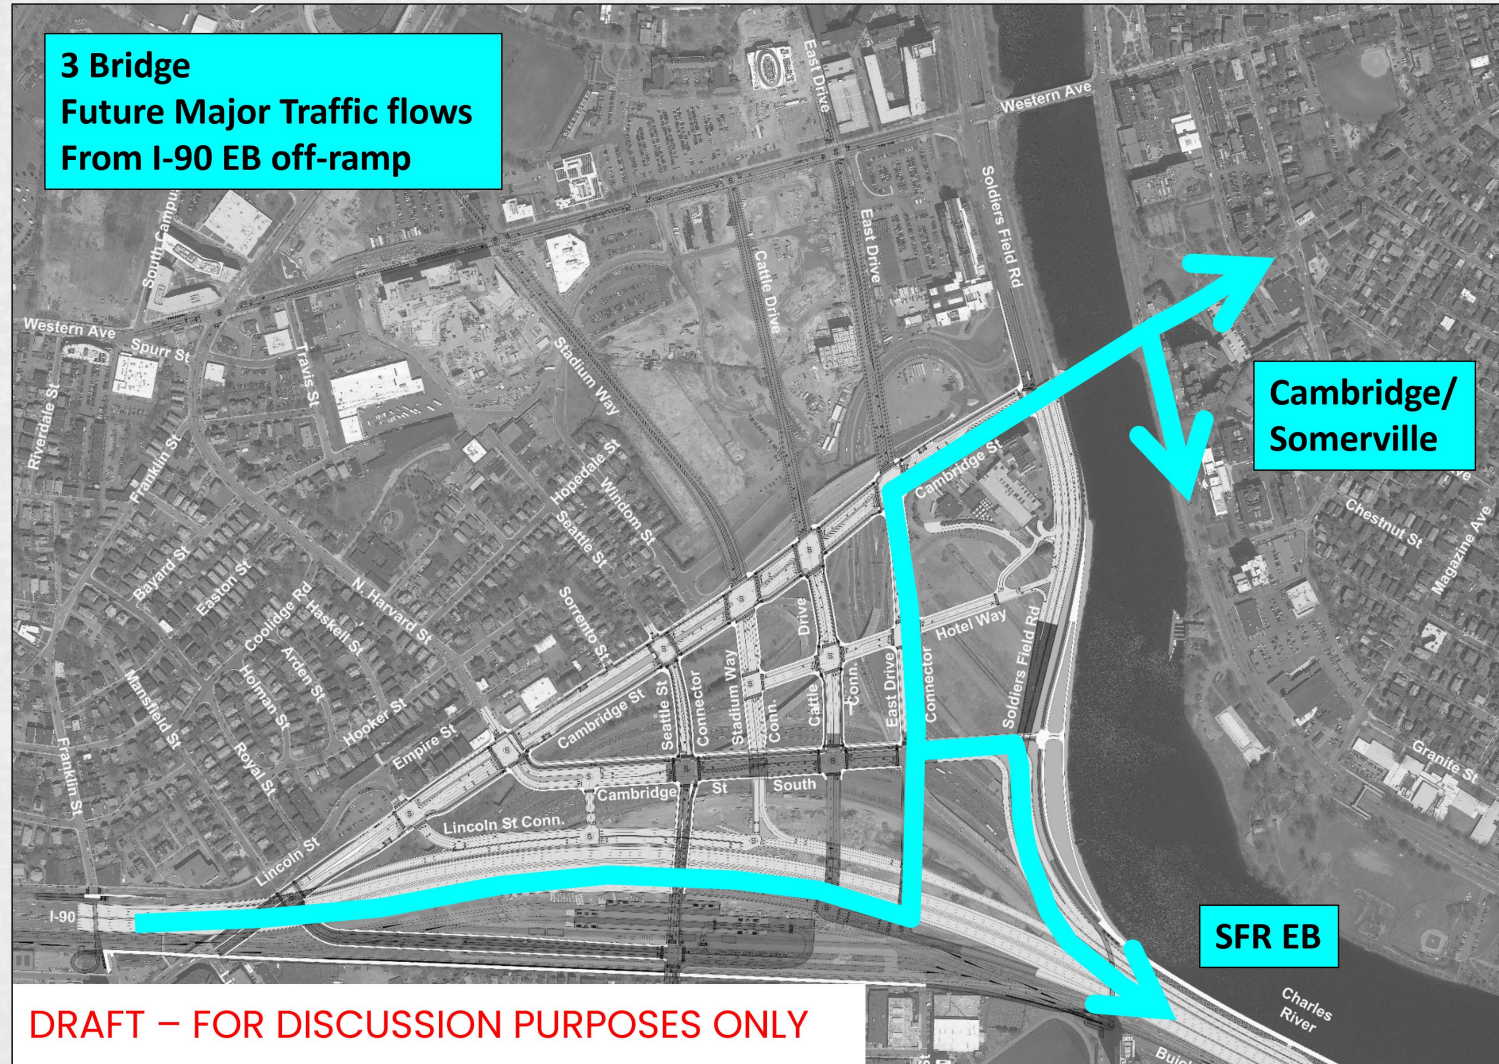 3 Bridge
Future Major Traffic flows
From I-90 EB off-ramp
East Drive
Western Ave
South Campus
Soldiers Field Rd
East Drive
Cattle Drive
Western Ave
Spurr St
Travis St
Stadium Way
Riverdale St
Franklin St
Cambridge/
Somerville
Hopedale St
Windom St
Seattle St
Cambridge St
Chestnut St
Magazine Ave
Bayard St
Easton St
Coolidge Rd
Haskell St
N. Harvard St
Sorrento St
Drive
Hotel Way
Soldiers Field Rd
Arden St
Holman St
Mansfield St
Hooker St
Empire St
Royal St
Franklin St
Cambridge St
Seattle St
Connector
Stadium Way
Conn.
Cattle
Conn.
East Drive
Connector
Granite St
Cambridge St South
Lincoln St Conn.
Lincoln St
I-90
SFR EB
Charles
River
DRAFT – FOR DISCUSSION PURPOSES ONLY